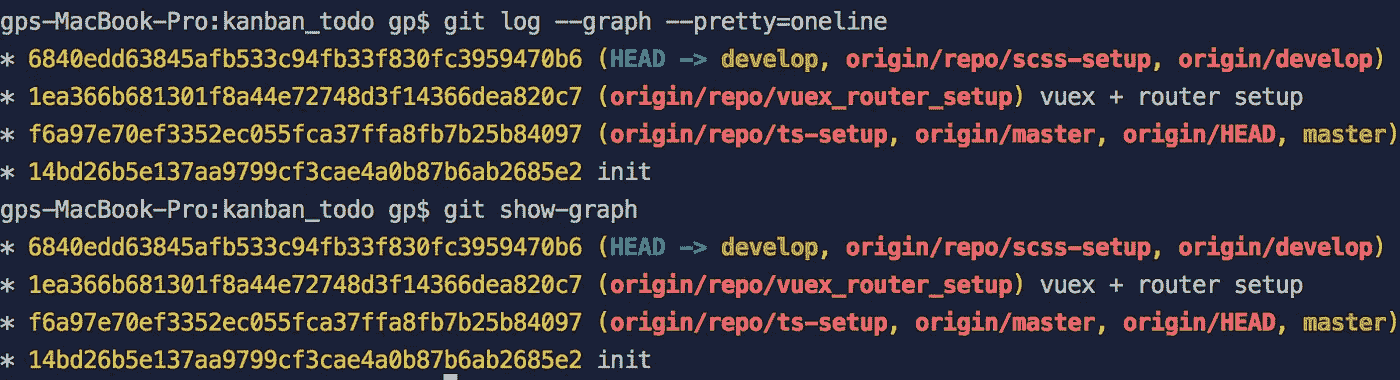 gps-MacBook-Pro:kanban_todo gp$ git log --graph --pretty=oneline
* 6840edd63845afb533c94fb33f830fc3959470b6 (HEAD -> develop, origin/repo/scss-setup, origin/develop)
* 1ea366b681301f8a44e72748d3f14366dea820c7 (origin/repo/vuex_router_setup) vuex + router setup
* f6a97e70ef3352ec055fca37ffa8fb7b25b84097 (origin/repo/ts-setup, origin/master, origin/HEAD, master)
* 14bd26b5e137aa9799cf3cae4a0b87b6ab2685e2 init
gps-MacBook-Pro:kanban_todo gp$ git show-graph
* 6840edd63845afb533c94fb33f830fc3959470b6 (HEAD -> develop, origin/repo/scss-setup, origin/develop)
* 1ea366b681301f8a44e72748d3f14366dea820c7 (origin/repo/vuex_router_setup) vuex + router setup
* f6a97e70ef3352ec055fca37ffa8fb7b25b84097 (origin/repo/ts-setup, origin/master, origin/HEAD, master)
* 14bd26b5e137aa9799cf3cae4a0b87b6ab2685e2 init